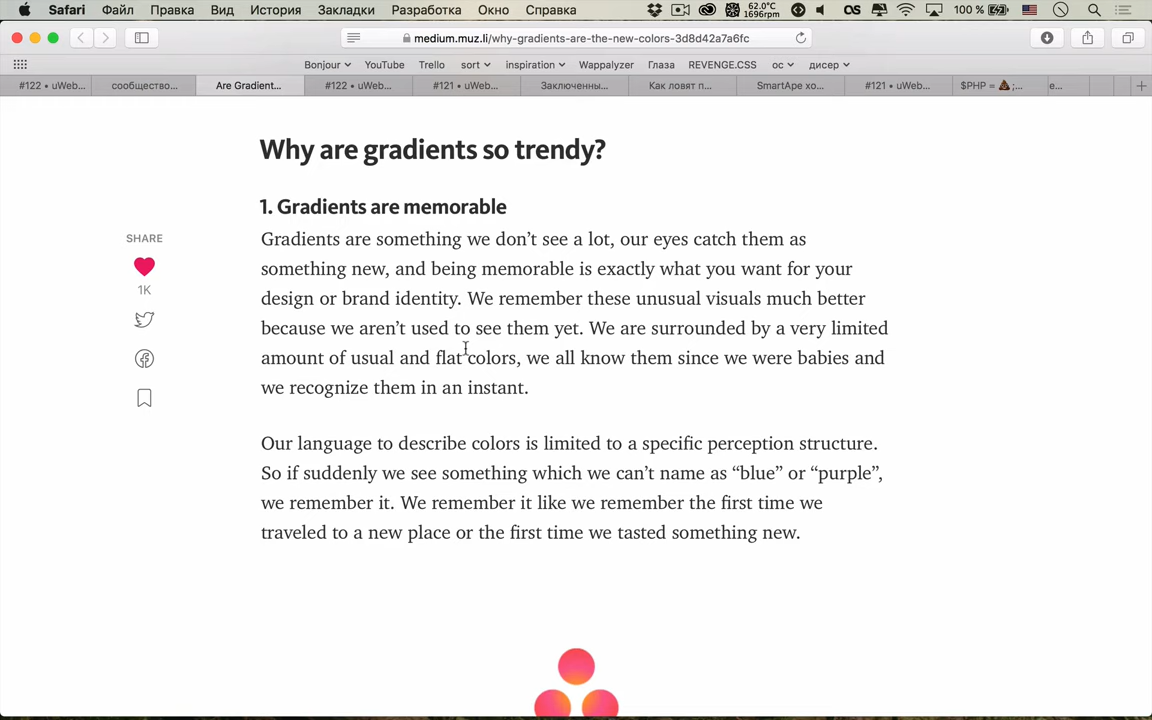 Safari Файл Правка Вид История Закладки Разработка Окно Справка 62.0°C 1696rpm 100 %
medium.muz.li/why-gradients-are-the-new-colors-3d8d42a7a6fc
Bonjour YouTube Trello sort inspiration Wappalyzer Глаза REVENGE.CSS ос дисер
#122 • uWeb... сообщество... Are Gradient... #122 • uWeb... #121 • uWeb... Заключенны... Как ловят п... SmartApe хо... #121 • uWeb... $PHP = 💩 ;... e...
Why are gradients so trendy?
1. Gradients are memorable
Gradients are something we don’t see a lot, our eyes catch them as
something new, and being memorable is exactly what you want for your
design or brand identity. We remember these unusual visuals much better
because we aren’t used to see them yet. We are surrounded by a very limited
amount of usual and flat colors, we all know them since we were babies and
we recognize them in an instant.
SHARE
1K
Our language to describe colors is limited to a specific perception structure.
So if suddenly we see something which we can’t name as “blue” or “purple”,
we remember it. We remember it like we remember the first time we
traveled to a new place or the first time we tasted something new.